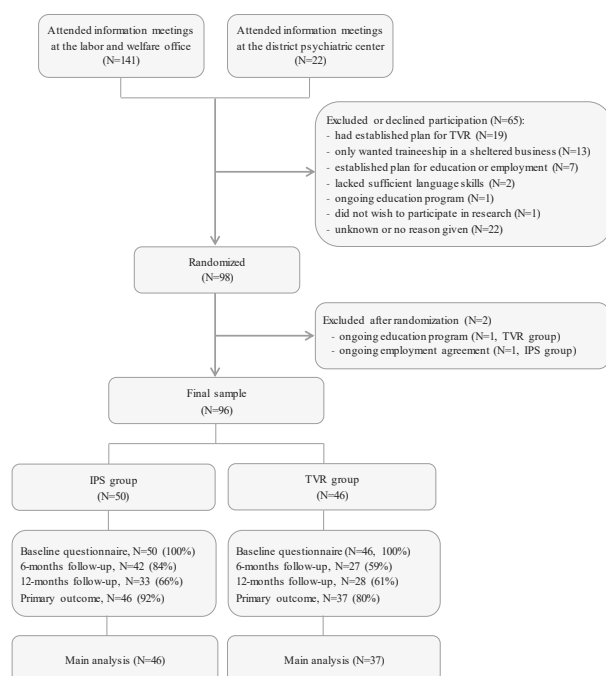 Attended information meetings
at the labor and welfare office
(N=141)
Attended information meetings
at the district psychiatric center
(N=22)
Excluded or declined participation (N=65):
- had established plan for TVR (N=19)
- only wanted traineeship in a sheltered business (N=13)
- established plan for education or employment (N=7)
- lacked sufficient language skills (N=2)
- ongoing education program (N=1)
- did not wish to participate in research (N=1)
- unknown or no reason given (N=22)
Randomized
(N=98)
Excluded after randomization (N=2)
- ongoing education program (N=1, TVR group)
- ongoing employment agreement (N=1, IPS group)
Final sample
(N=96)
IPS group
(N=50)
TVR group
(N=46)
Baseline questionnaire, N=50 (100%)
6-months follow-up, N=42 (84%)
12-months follow-up, N=33 (66%)
Primary outcome, N=46 (92%)
Baseline questionnaire (N=46, 100%)
6-months follow-up, N=27 (59%)
12-months follow-up, N=28 (61%)
Primary outcome, N=37 (80%)
Main analysis (N=46)
Main analysis (N=37)